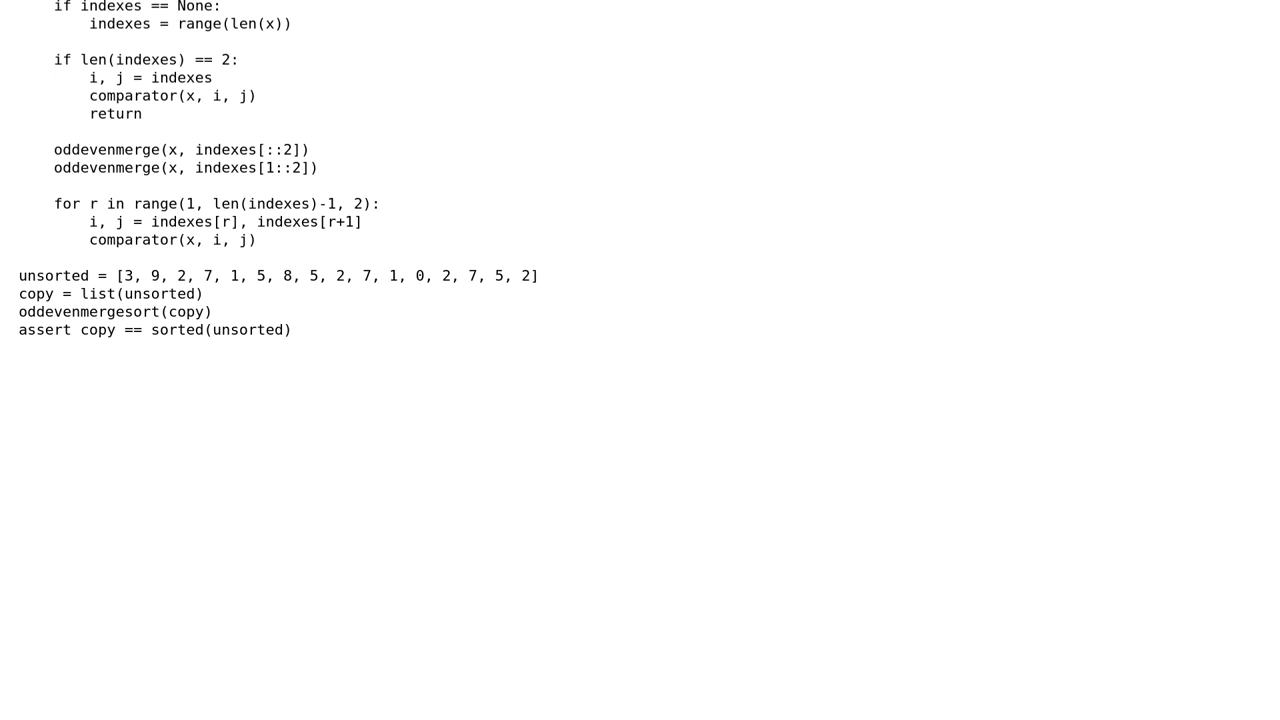 if indexes == None:
        indexes = range(len(x))

    if len(indexes) == 2:
        i, j = indexes
        comparator(x, i, j)
        return

    oddevenmerge(x, indexes[::2])
    oddevenmerge(x, indexes[1::2])

    for r in range(1, len(indexes)-1, 2):
        i, j = indexes[r], indexes[r+1]
        comparator(x, i, j)

unsorted = [3, 9, 2, 7, 1, 5, 8, 5, 2, 7, 1, 0, 2, 7, 5, 2]
copy = list(unsorted)
oddevenmergesort(copy)
assert copy == sorted(unsorted)